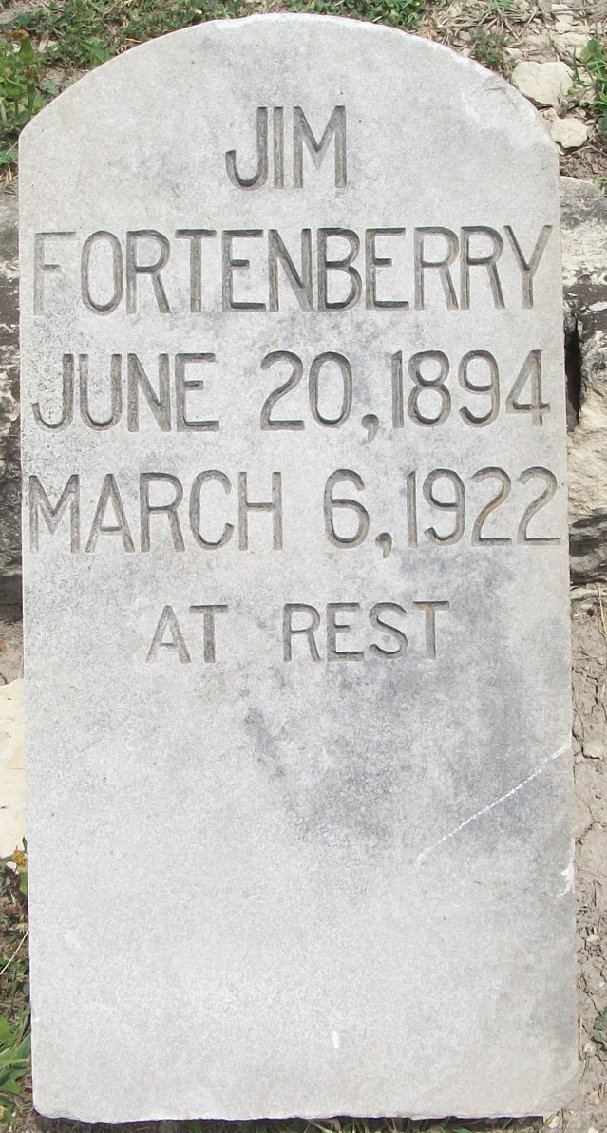 JIM
FORTENBERRY
JUNE 20,1894
MARCH 6,1922
AT REST